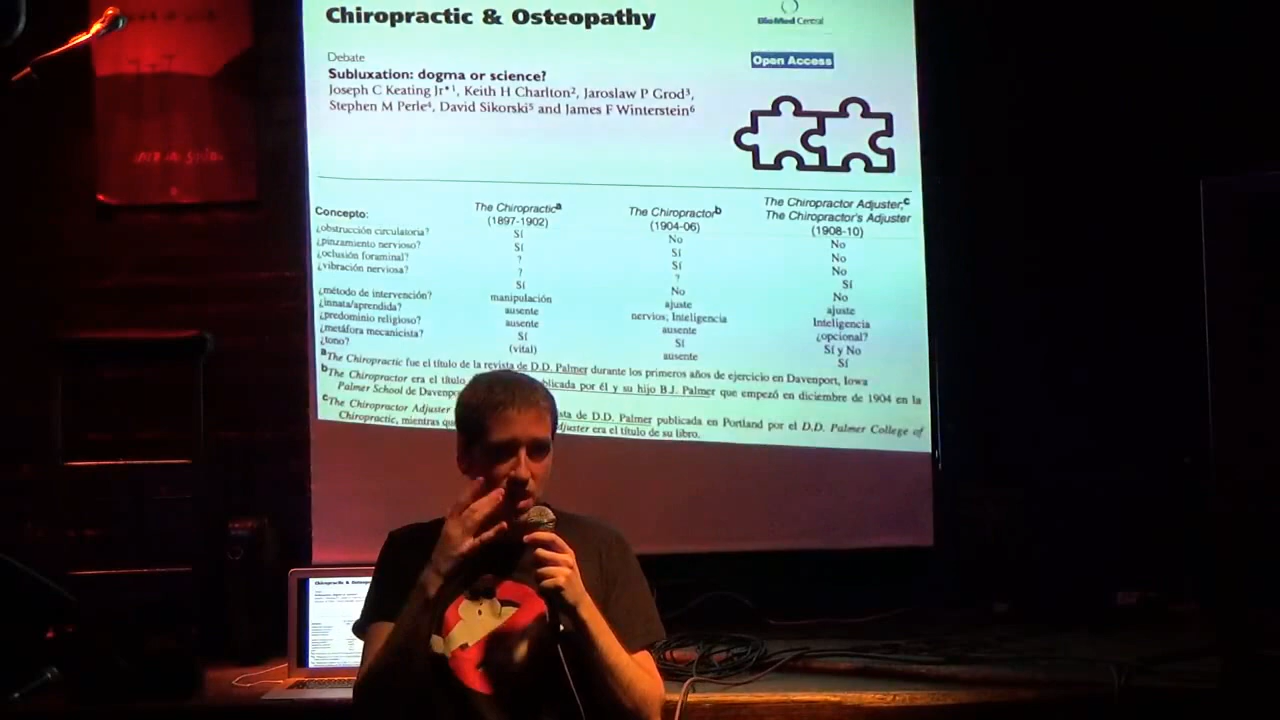 Chiropractic & Osteopathy
BioMed Central
Debate
Open Access
Subluxation: dogma or science?
Joseph C Keating Jr*1, Keith H Charlton2, Jaroslaw P Grod3,
Stephen M Perle4, David Sikorski5 and James F Winterstein6
Concepto:
The Chiropractica
(1897-1902)
The Chiropractorb
(1904-06)
The Chiropractor Adjuster,c
The Chiropractor's Adjuster
(1908-10)
¿obstrucción circulatoria? Sí No No
¿pinzamiento nervioso? Sí Sí No
¿oclusión foraminal? ? Sí No
¿vibración nerviosa? ? ? Sí
Sí No No
¿método de intervención? manipulación ajuste ajuste
¿innata/aprendida? ausente nervios; Inteligencia Inteligencia
¿predominio religioso? ausente ausente ¿opcional?
¿metáfora mecanicista? Sí Sí Sí y No
¿tono? (vital) ausente Sí
aThe Chiropractic fue el título de la revista de D.D. Palmer durante los primeros años de ejercicio en Davenport, Iowa
bThe Chiropractor era el título blicada por él y su hijo B.J. Palmer que empezó en diciembre de 1904 en la
Palmer School de Davenpo
cThe Chiropractor Adjuster sta de D.D. Palmer publicada en Portland por el D.D. Palmer College of
Chiropractic, mientras qu djuster era el título de su libro.
Chiropractic & Osteopa